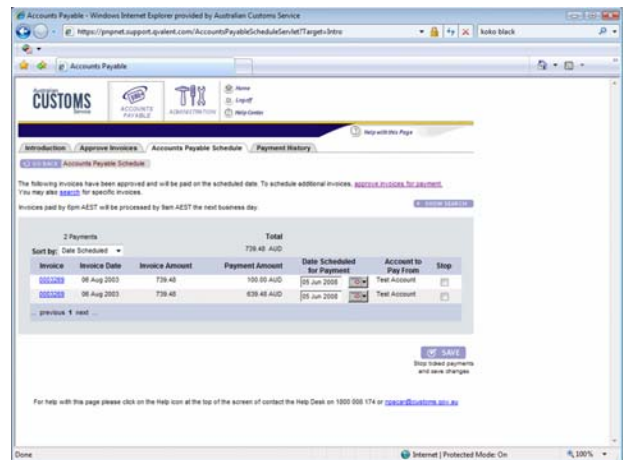 Accounts Payable - Windows Internet Explorer provided by Australian Customs Service
https://pnpnet.support.qvalent.com/AccountsPayableScheduleServlet?Target=Intro
koko black
Accounts Payable
Australian
CUSTOMS
Service
ACCOUNTS PAYABLE
ADMINISTRATION
Home
Logoff
Help Center
Help with this Page
Introduction Approve Invoices Accounts Payable Schedule Payment History
GO BACK Accounts Payable Schedule
The following invoices have been approved and will be paid on the scheduled date. To schedule additional invoices, approve invoices for payment.
You may also search for specific invoices.
SHOW SEARCH
Invoices paid by 6pm AEST will be processed by 9am AEST the next business day.
2 Payments Total
Sort by: Date Scheduled 739.48 AUD
Invoice Invoice Date Invoice Amount Payment Amount Date Scheduled for Payment Account to Pay From Stop
06 Aug 2003 739.48 100.00 AUD 05 Jun 2008 Test Account
06 Aug 2003 739.48 639.48 AUD 05 Jun 2008 Test Account
... previous 1 next ...
SAVE
Stop ticked payments
and save changes
For help with this page please click on the Help icon at the top of the screen of contact the Help Desk on 1800 008 174 or
Done Internet | Protected Mode: On 100%